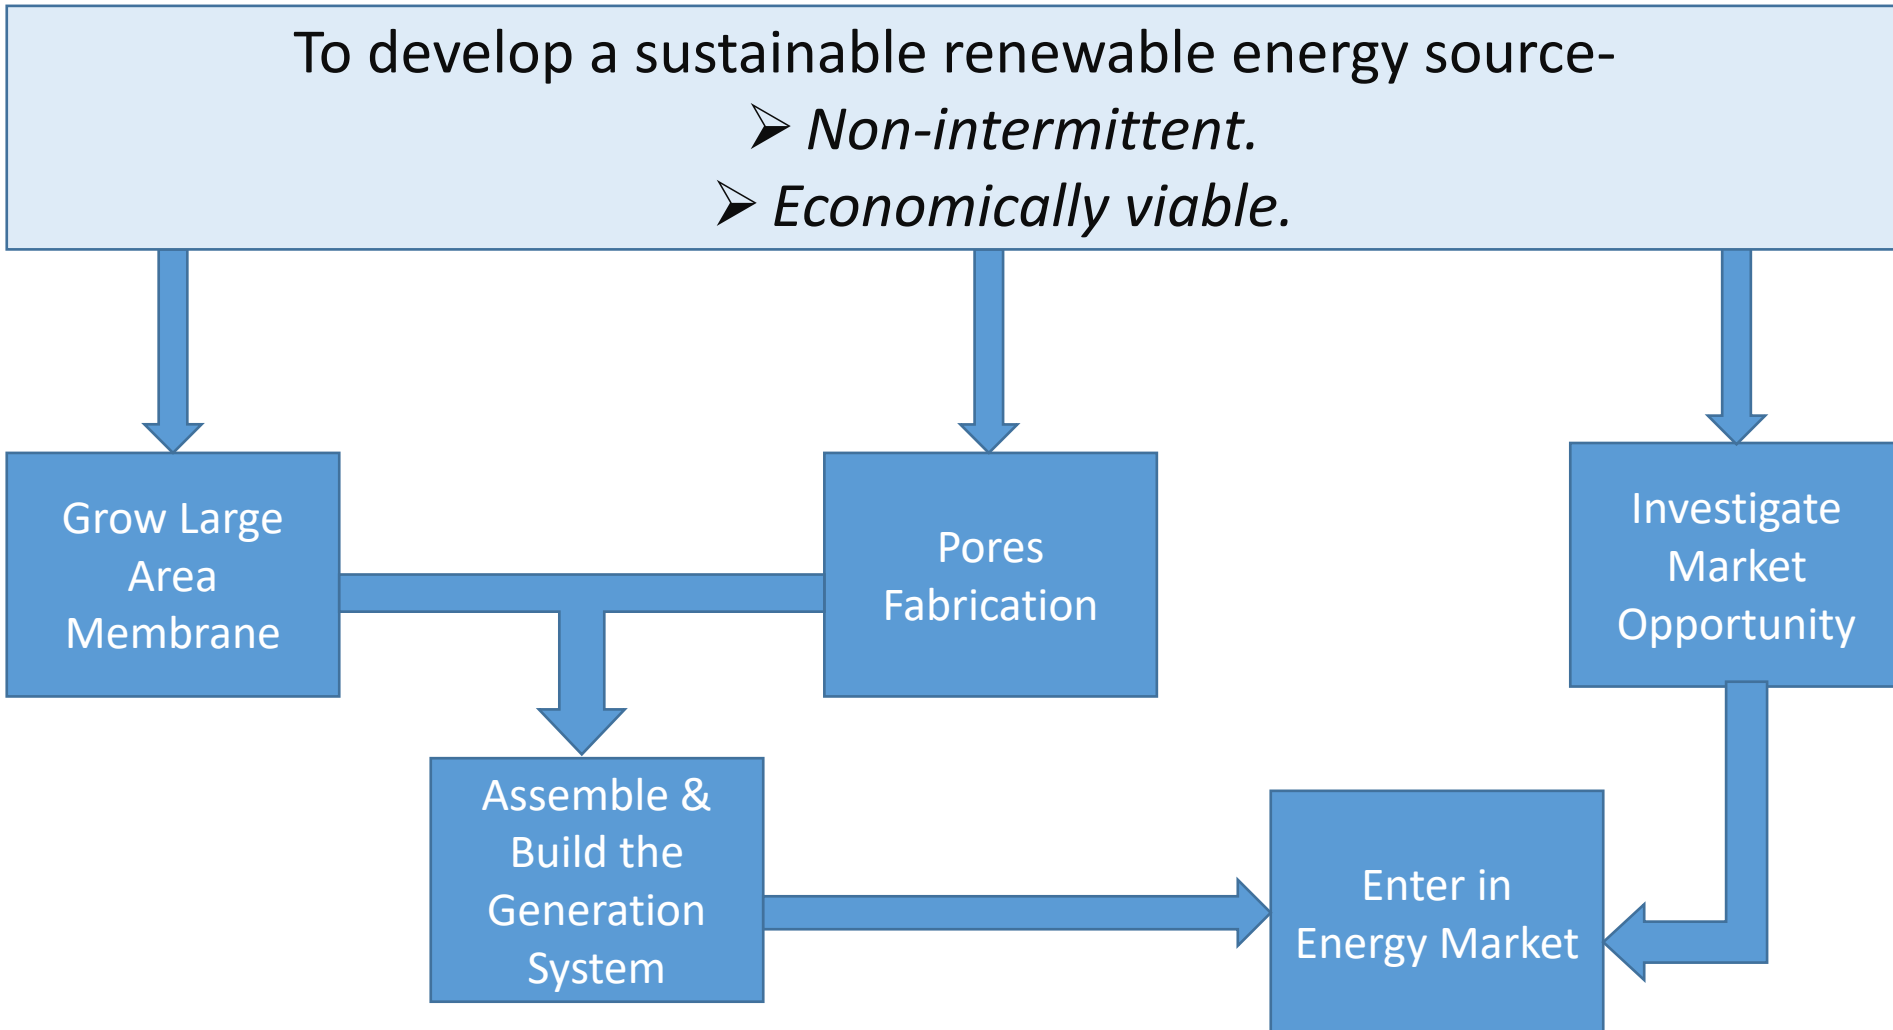 To develop a sustainable renewable energy source-
➢ Non-intermittent.
➢ Economically viable.
Grow Large
Area
Membrane
Pores
Fabrication
Investigate
Market
Opportunity
Assemble &
Build the
Generation
System
Enter in
Energy Market